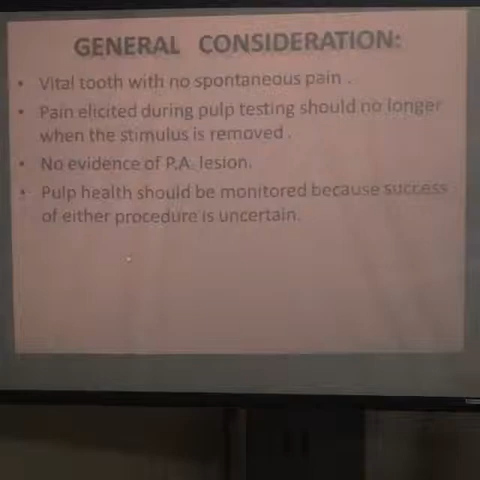 GENERAL CONSIDERATION:
• Vital tooth with no spontaneous pain .
• Pain elicited during pulp testing should no longer
when the stimulus is removed .
• No evidence of P.A. lesion.
• Pulp health should be monitored because success
of either procedure is uncertain.